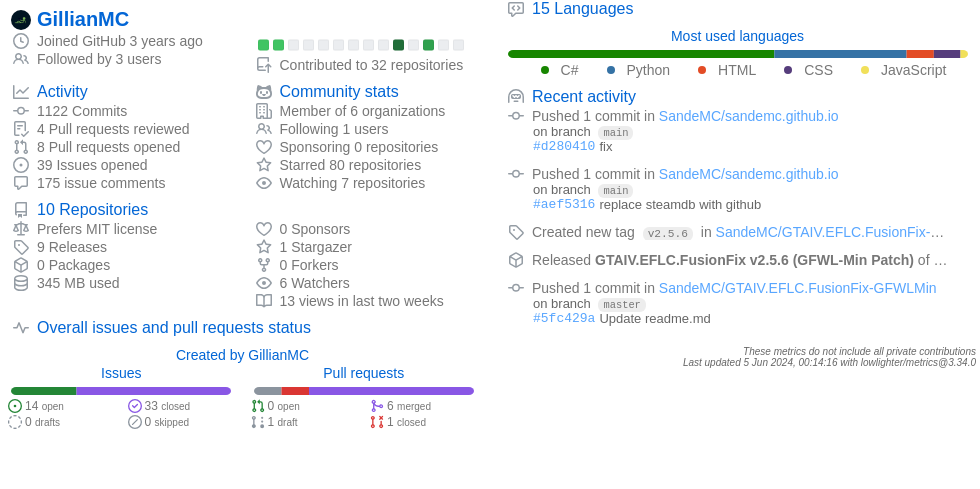 GillianMC
Joined GitHub 3 years ago
Followed by 3 users
Contributed to 32 repositories
Activity
1122 Commits
4 Pull requests reviewed
8 Pull requests opened
39 Issues opened
175 issue comments
Community stats
Member of 6 organizations
Following 1 users
Sponsoring 0 repositories
Starred 80 repositories
Watching 7 repositories
10 Repositories
Prefers MIT license
9 Releases
0 Packages
345 MB used
0 Sponsors
1 Stargazer
0 Forkers
6 Watchers
13 views in last two weeks
Overall issues and pull requests status
Created by GillianMC
Issues
14 open
33 closed
0 drafts
0 skipped
Pull requests
0 open
6 merged
1 draft
1 closed
15 Languages
Most used languages
C# Python HTML CSS JavaScript
Recent activity
Pushed 1 commit in SandeMC/sandemc.github.io
on branch main
#d280410 fix
Pushed 1 commit in SandeMC/sandemc.github.io
on branch main
#aef5316 replace steamdb with github
Created new tag v2.5.6 in SandeMC/GTAIV.EFLC.FusionFix-…
Released GTAIV.EFLC.FusionFix v2.5.6 (GFWL-Min Patch) of …
Pushed 1 commit in SandeMC/GTAIV.EFLC.FusionFix-GFWLMin
on branch master
#5fc429a Update readme.md
These metrics do not include all private contributions
Last updated 5 Jun 2024, 00:14:16 with lowlighter/metrics@3.34.0